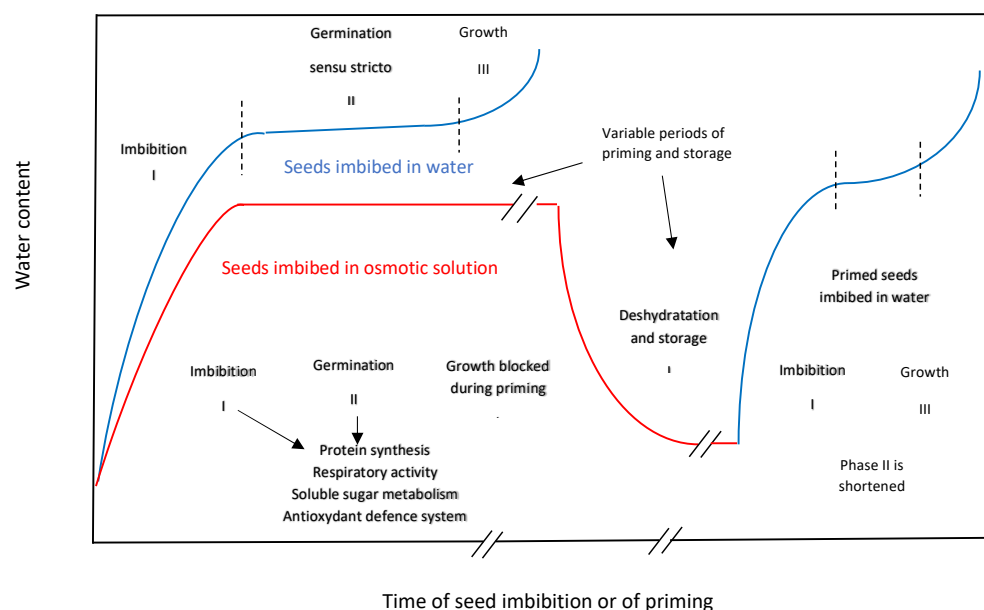 Germination
sensu stricto
II
Growth
III
Imbibition
I
Variable periods of
priming and storage
Seeds imbibed in water
Water content
Seeds imbibed in osmotic solution
Primed seeds
imbibed in water
Deshydratation
and storage
I
Imbibition
I
Germination
II
Growth blocked
during priming
Imbibition
I
Growth
III
Protein synthesis
Respiratory activity
Soluble sugar metabolism
Antioxydant defence system
Phase II is
shortened
Time of seed imbibition or of priming